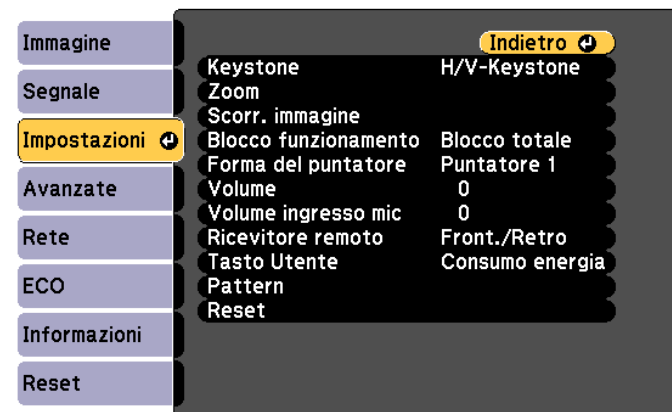 Immagine
Segnale
Impostazioni
Avanzate
Rete
ECO
Informazioni
Reset
Indietro
Keystone H/V-Keystone
Zoom
Scorr. immagine
Blocco funzionamento Blocco totale
Forma del puntatore Puntatore 1
Volume 0
Volume ingresso mic 0
Ricevitore remoto Front./Retro
Tasto Utente Consumo energia
Pattern
Reset